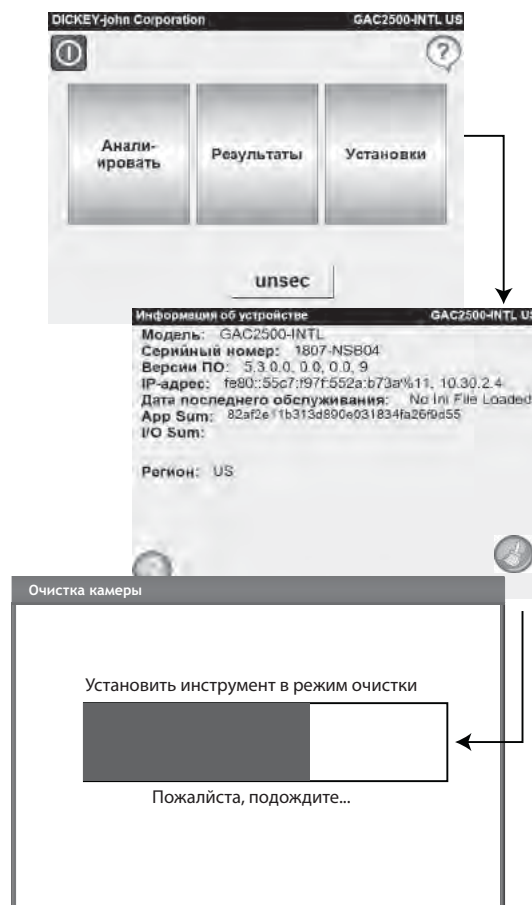 DICKEY-john Corporation GAC2500-INTL US
?
Анали-
ировать
Результаты
Установки
unsec
Информация об устройстве GAC2500-INTL US
Модель: GAC2500-INTL
Серийный номер: 1807-NSB04
Версии ПО: 5.3.0.0, 0.0, 0.0, 9
IP-адрес: fe80::55c7:f97f:552a:b73a%11, 10.30.2.4
Дата последнего обслуживания: No Ini File Loaded
App Sum: 82af2e11b313d890e031834fa26f9d55
I/O Sum:
Регион: US
Очистка камеры
Установить инструмент в режим очистки
Пожалйста, подождите...